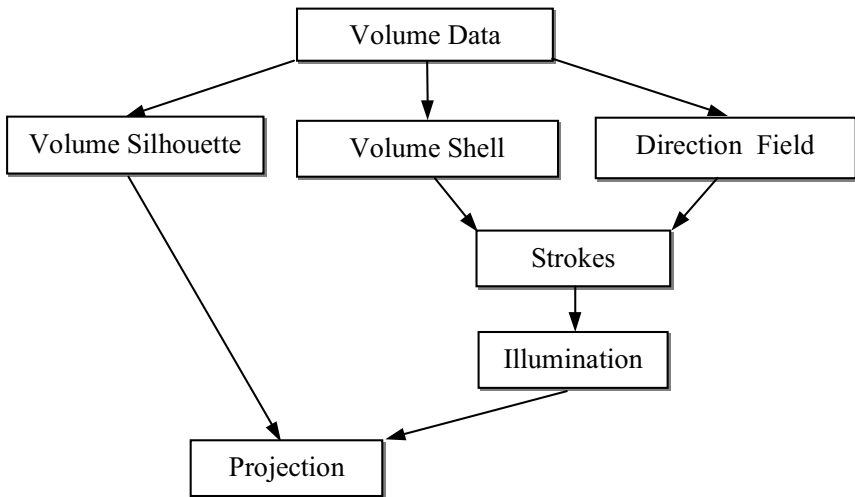 Volume Data
Volume Silhouette
Volume Shell
Direction Field
Strokes
Illumination
Projection